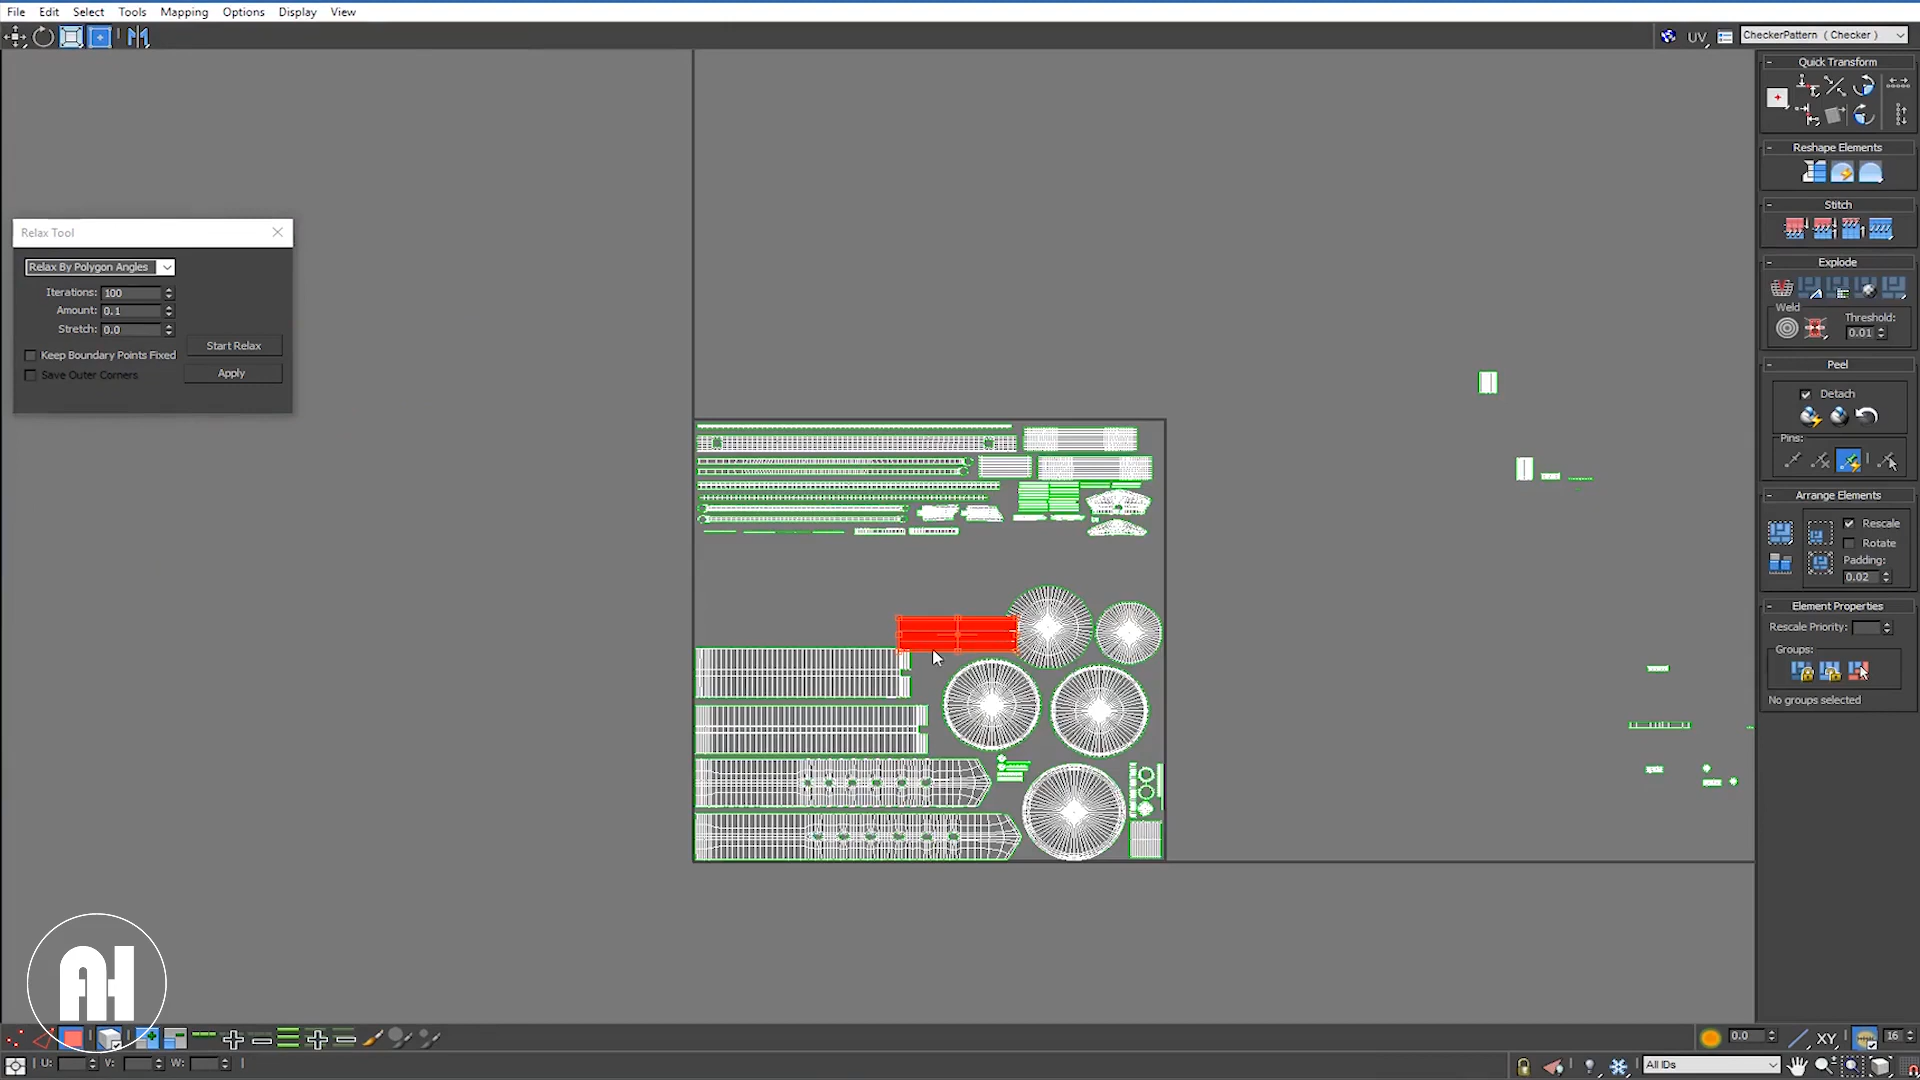 File Edit Select Tools Mapping Options Display View
UV CheckerPattern ( Checker )
Quick Transform
Reshape Elements
Stitch
Relax Tool
Relax By Polygon Angles
Iterations: 100
Amount: 0.1
Stretch: 0.0
Start Relax
Keep Boundary Points Fixed
Apply
Save Outer Corners
Explode
Weld
Threshold:
0.01
Peel
Detach
Pins:
Arrange Elements
Rescale
Rotate
Padding:
0.02
Element Properties
Rescale Priority:
Groups:
No groups selected
AH
0.0 XY 16
U: V: W: All IDs